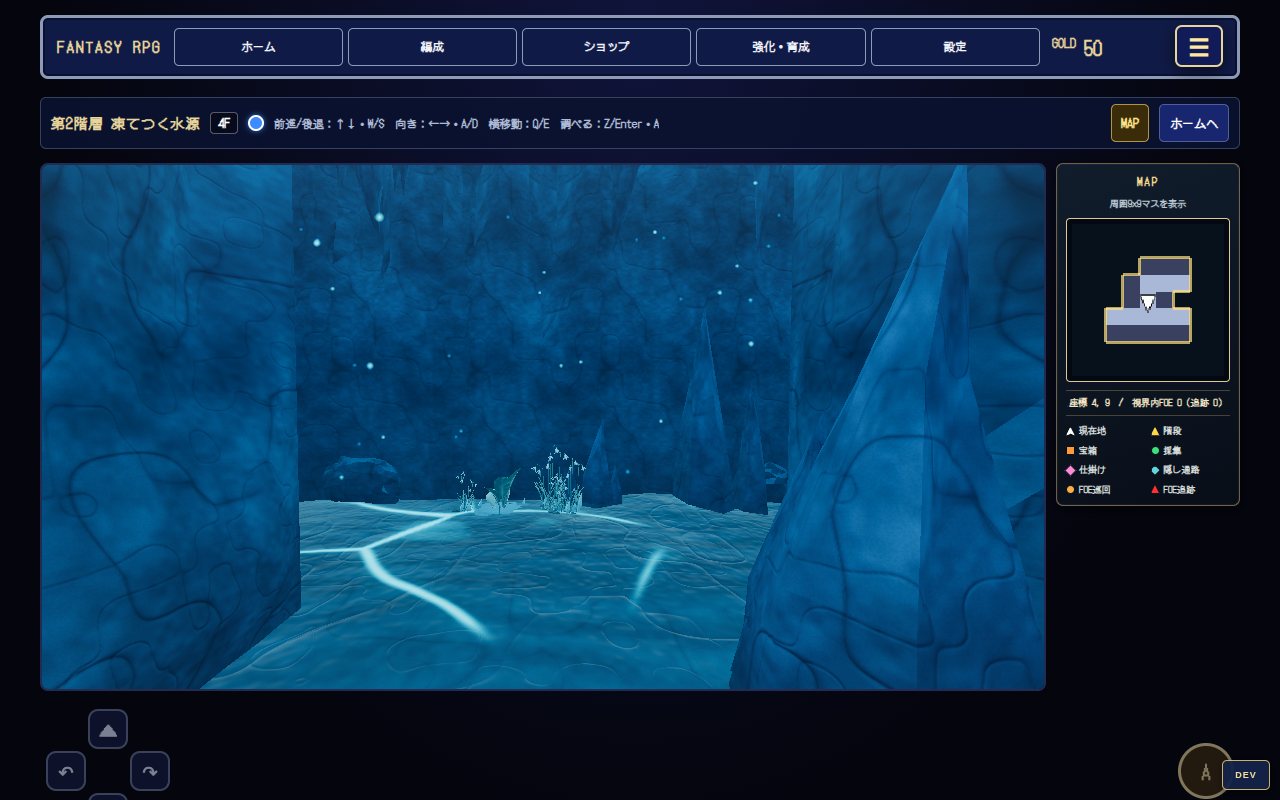 FANTASY RPG
ホーム
編成
ショップ
強化・育成
設定
GOLD 50
第2階層 凍てつく水源
4F
前進/後退：↑↓・W/S 向き：←→・A/D 横移動：Q/E 調べる：Z/Enter・A
MAP
ホームへ
MAP
周囲9x9マスを表示
座標 4, 9 / 視界内FOE 0（追跡 0）
現在地
階段
宝箱
採集
仕掛け
隠し通路
FOE巡回
FOE追跡
A
DEV